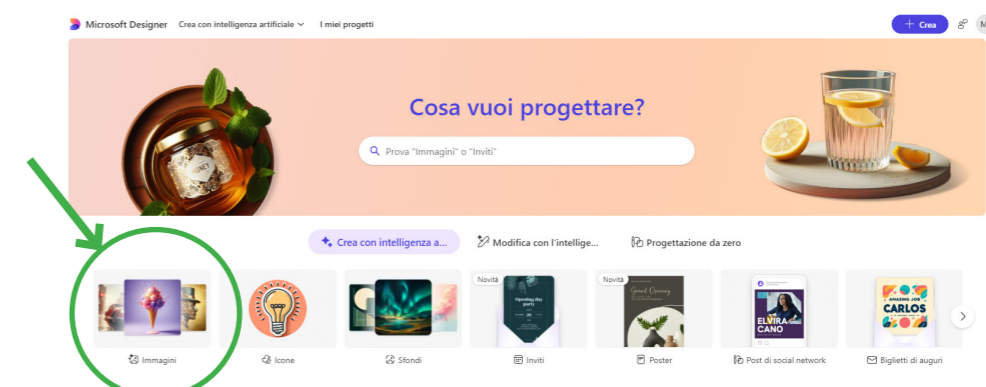 Microsoft Designer Crea con intelligenza artificiale I miei progetti + Crea
Cosa vuoi progettare?
Prova "Immagini" o "Inviti"
Crea con intelligenza a... Modifica con l'intellige... Progettazione da zero
Novità Novità
Opening day
party
Grand Opening
ELVIRA
CANO
AMAZING JOB
CARLOS
Immagini Icone Sfondi Inviti Poster Post di social network Biglietti di auguri